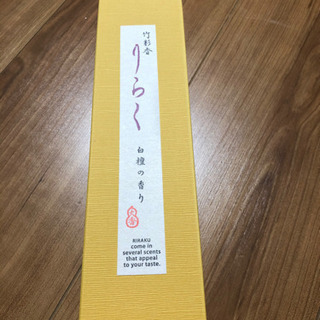 竹彩香
りらく
白檀の香り
RIRAKU
come in
several scents
that appeal
to your taste.